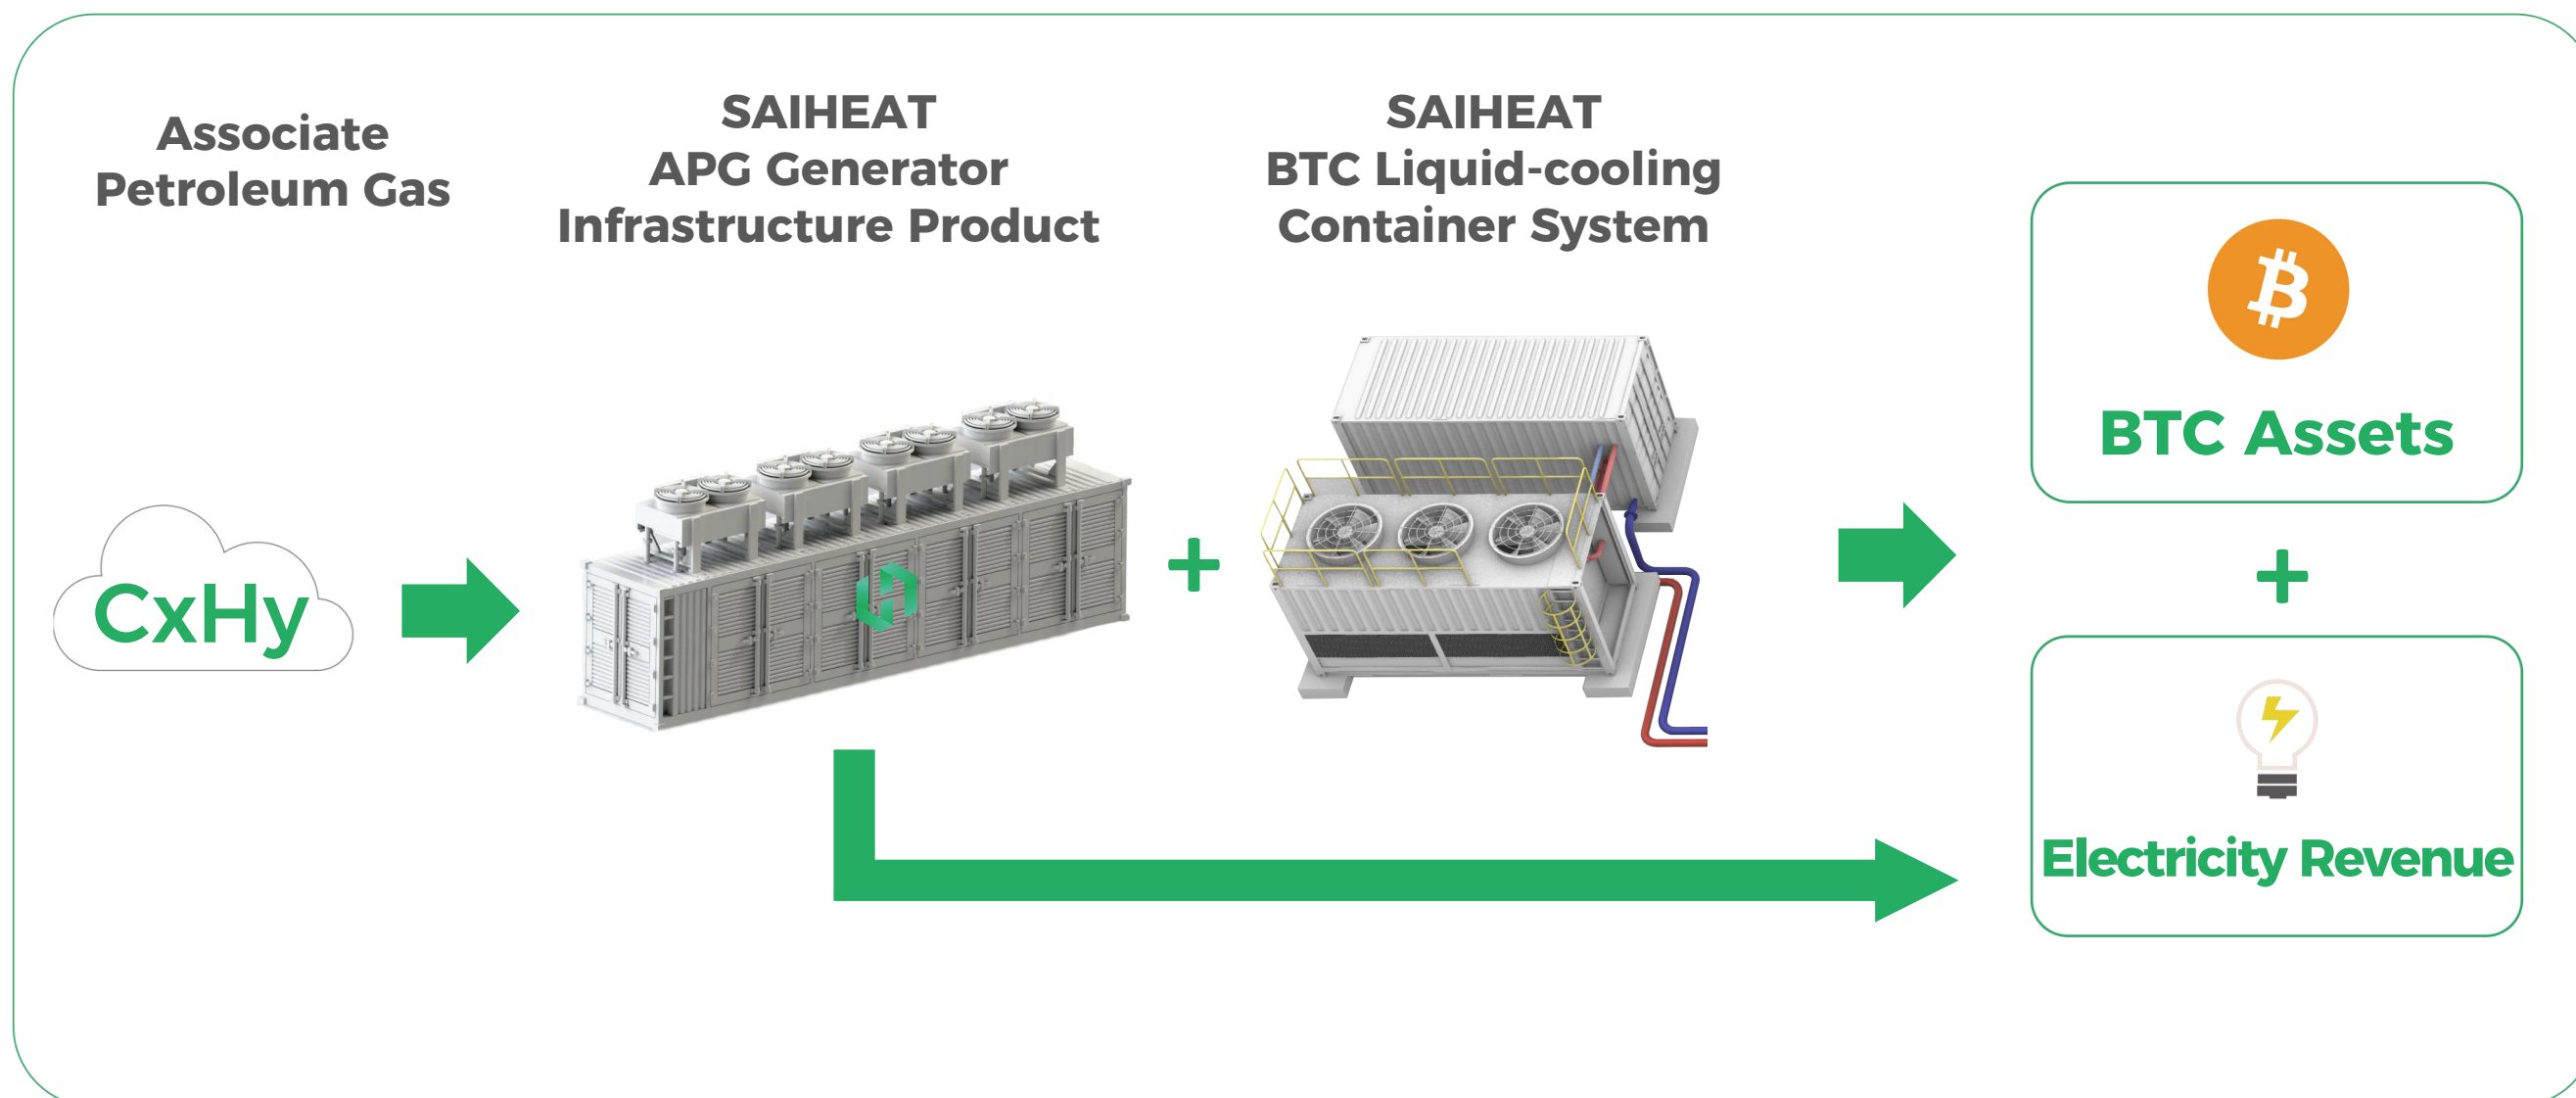 Associate
Petroleum Gas
SAIHEAT
APG Generator
Infrastructure Product
SAIHEAT
BTC Liquid-cooling
Container System
CxHy
BTC Assets
Electricity Revenue